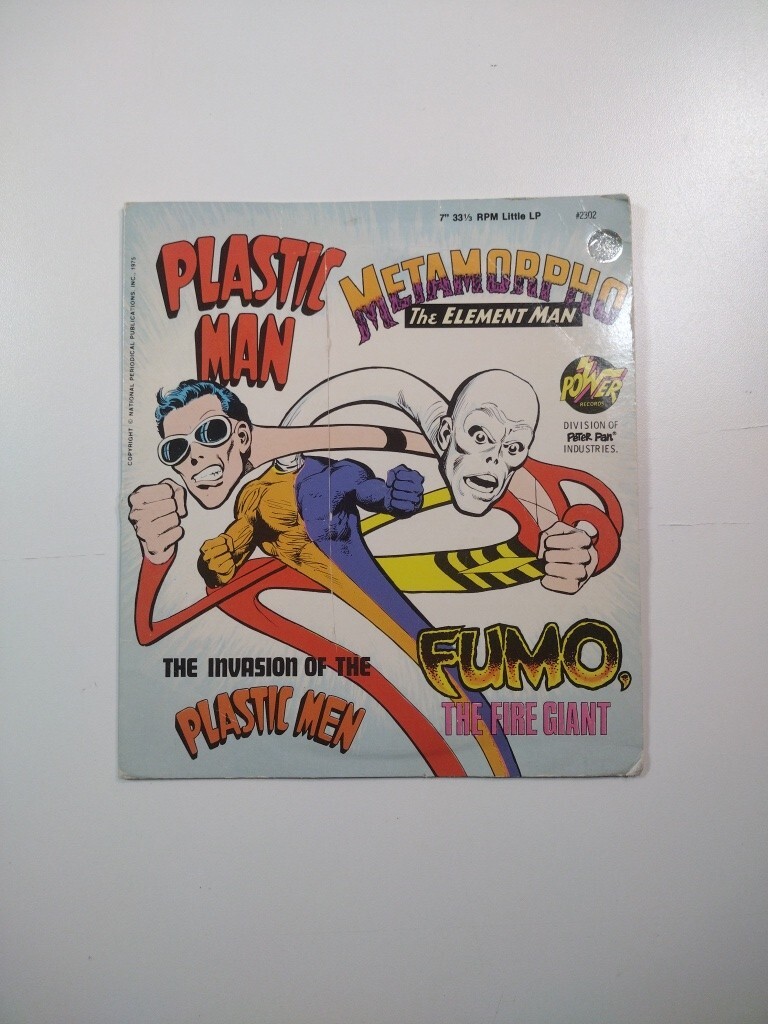 7" 33⅓ RPM Little LP #2302
PLASTIC
MAN
METAMORPHO
The ELEMENT MAN
COPYRIGHT © NATIONAL PERIODICAL PUBLICATIONS, INC., 1975
POWER
RECORDS
DIVISION OF
Peter Pan®
INDUSTRIES.
THE INVASION OF THE
PLASTIC MEN
FUMO,
THE FIRE GIANT